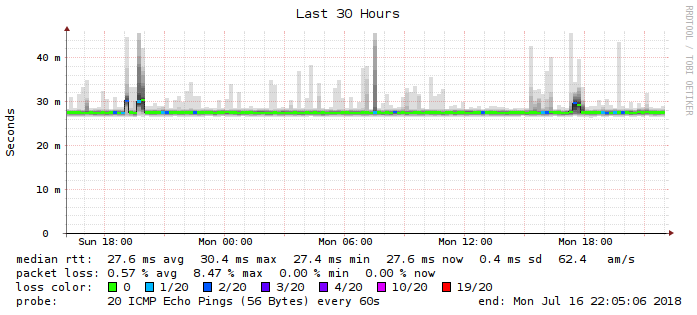 Last 30 Hours
RRDTOOL / TOBI OETIKER
Seconds
40 m
30 m
20 m
10 m
0
Sun 18:00 Mon 00:00 Mon 06:00 Mon 12:00 Mon 18:00
median rtt: 27.6 ms avg 30.4 ms max 27.4 ms min 27.6 ms now 0.4 ms sd 62.4 am/s
packet loss: 0.57 % avg 8.47 % max 0.00 % min 0.00 % now
loss color: 0 1/20 2/20 3/20 4/20 10/20 19/20
probe: 20 ICMP Echo Pings (56 Bytes) every 60s end: Mon Jul 16 22:05:06 2018